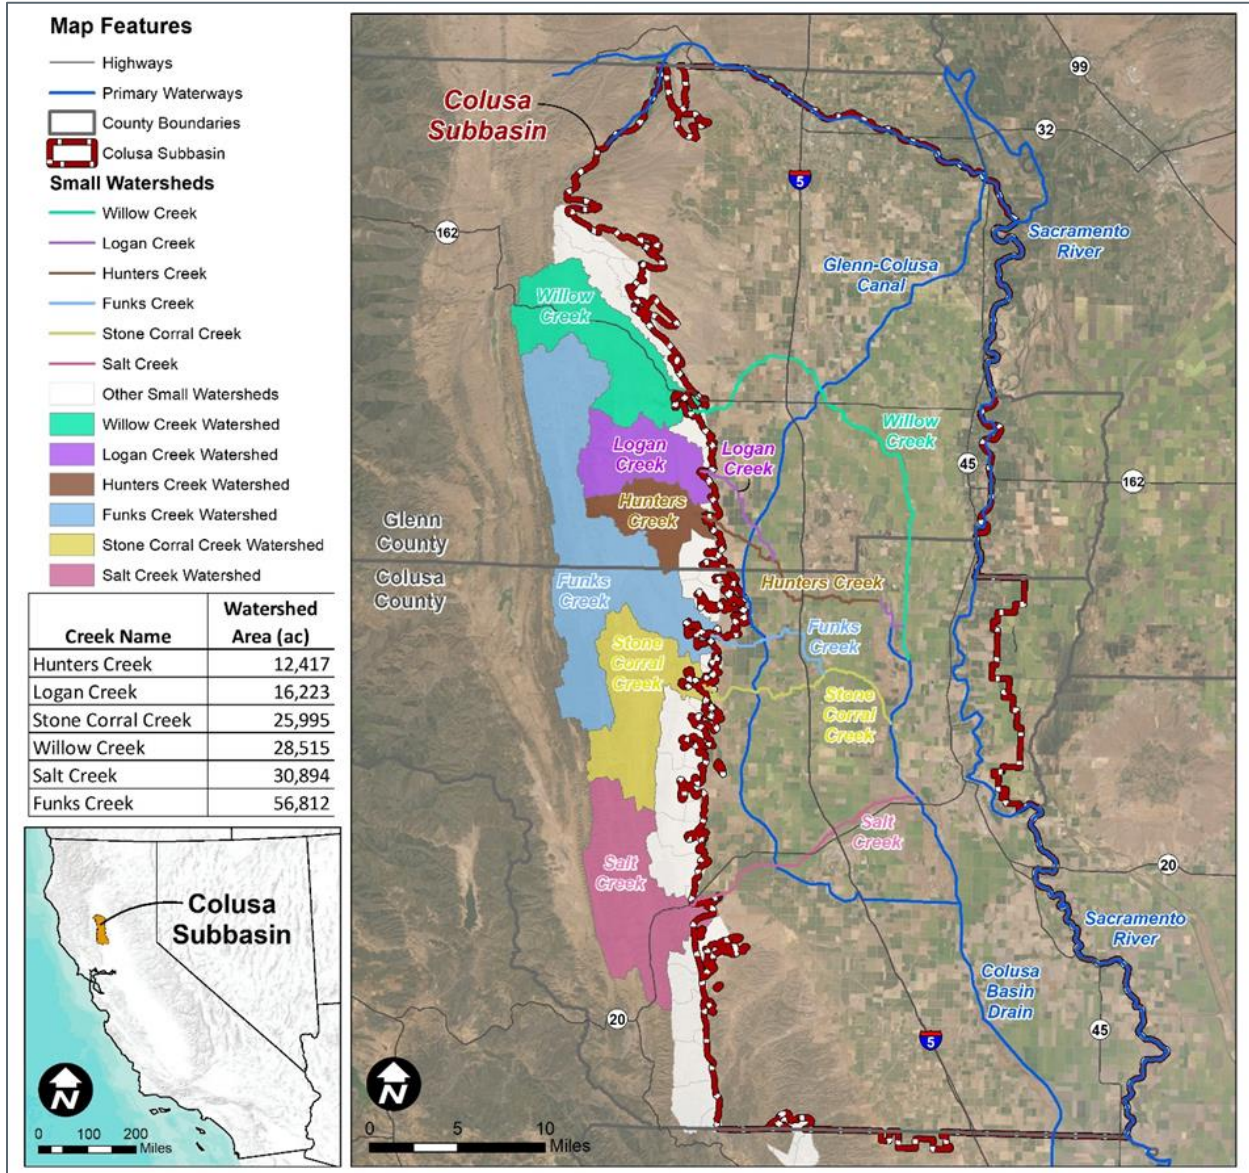 Map Features
Highways
Primary Waterways
County Boundaries
Colusa Subbasin
Small Watersheds
Willow Creek
Logan Creek
Hunters Creek
Funks Creek
Stone Corral Creek
Salt Creek
Other Small Watersheds
Willow Creek Watershed
Logan Creek Watershed
Hunters Creek Watershed
Funks Creek Watershed
Stone Corral Creek Watershed
Salt Creek Watershed
Creek Name
Watershed
Area (ac)
Hunters Creek 12,417
Logan Creek 16,223
Stone Corral Creek 25,995
Willow Creek 28,515
Salt Creek 30,894
Funks Creek 56,812
Colusa
Subbasin
N
0 100 200
Miles
Colusa
Subbasin
99
32
5
162
Sacramento
River
Glenn-Colusa
Canal
Willow
Creek
Willow
Creek
Logan
Creek
Logan
Creek
45
162
Hunters
Creek
Glenn
County
Colusa
County
Funks
Creek
Hunters Creek
Funks
Creek
Stone
Corral
Creek
Stone
Corral
Creek
Salt
Creek
Salt
Creek
20
Sacramento
River
Colusa
Basin
Drain
20
5
45
N
0 5 10
Miles